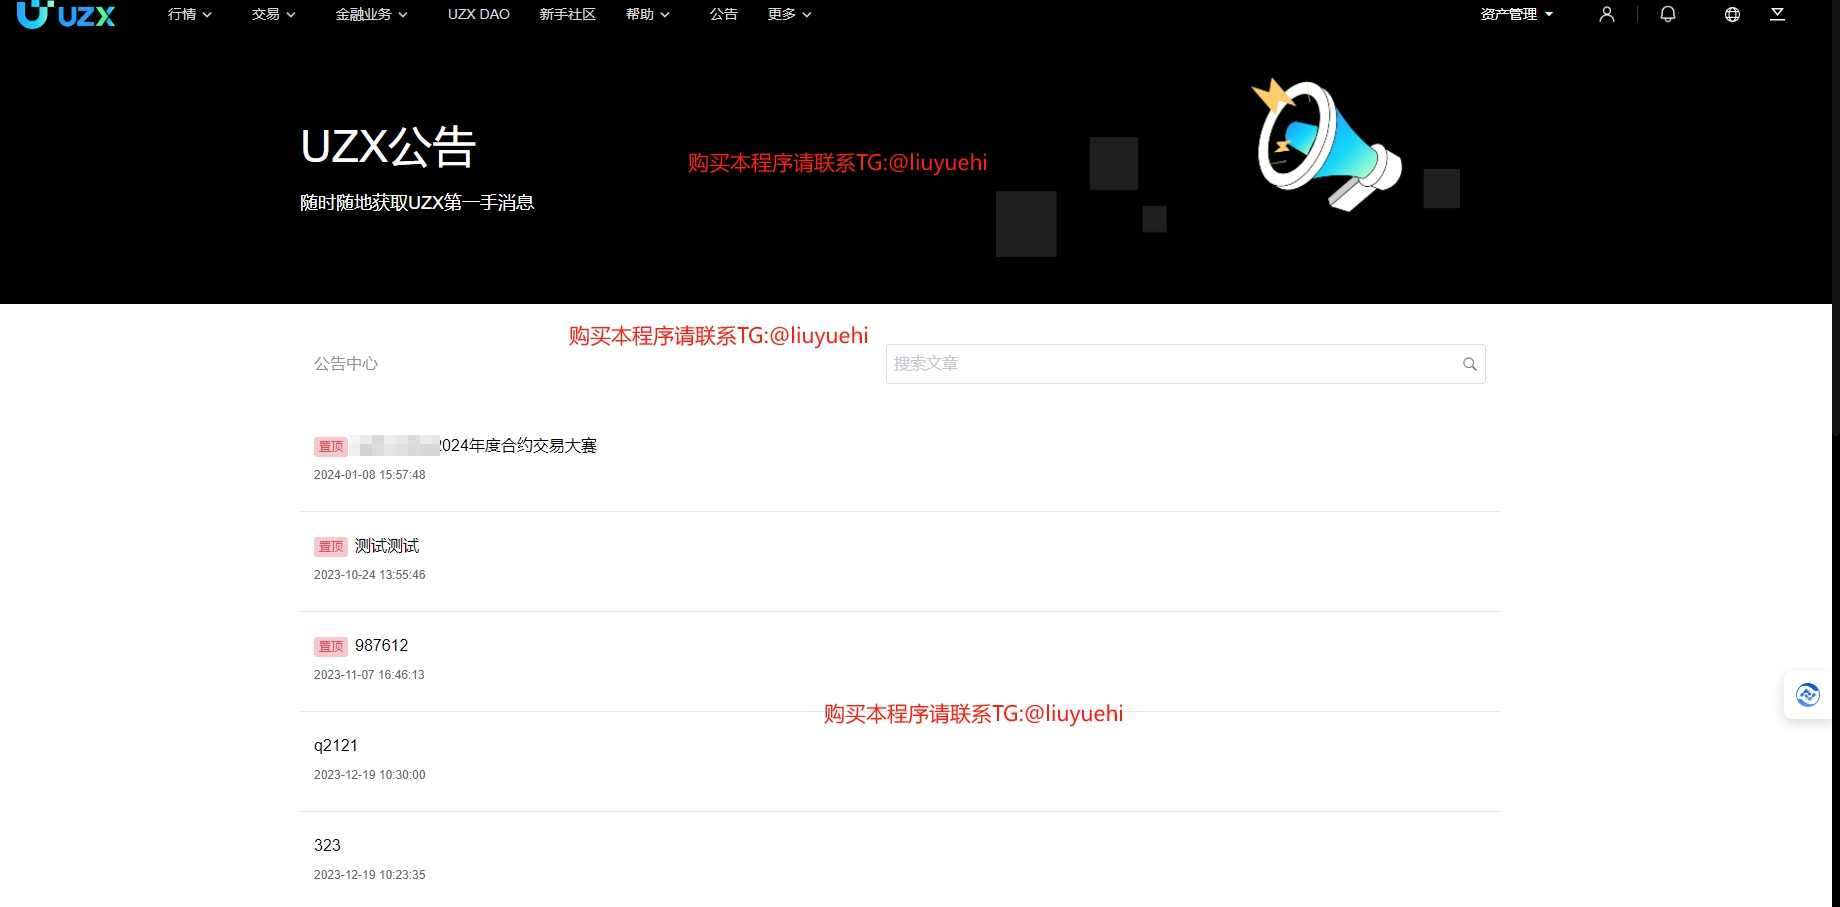 UZX
行情 交易 金融业务 UZX DAO 新手社区 帮助 公告 更多 资产管理
UZX公告
购买本程序请联系TG:@liuyuehi
随时随地获取UZX第一手消息
购买本程序请联系TG:@liuyuehi
公告中心
搜索文章
置顶 2024年度合约交易大赛
2024-01-08 15:57:48
置顶 测试测试
2023-10-24 13:55:46
置顶 987612
2023-11-07 16:46:13
购买本程序请联系TG:@liuyuehi
q2121
2023-12-19 10:30:00
323
2023-12-19 10:23:35